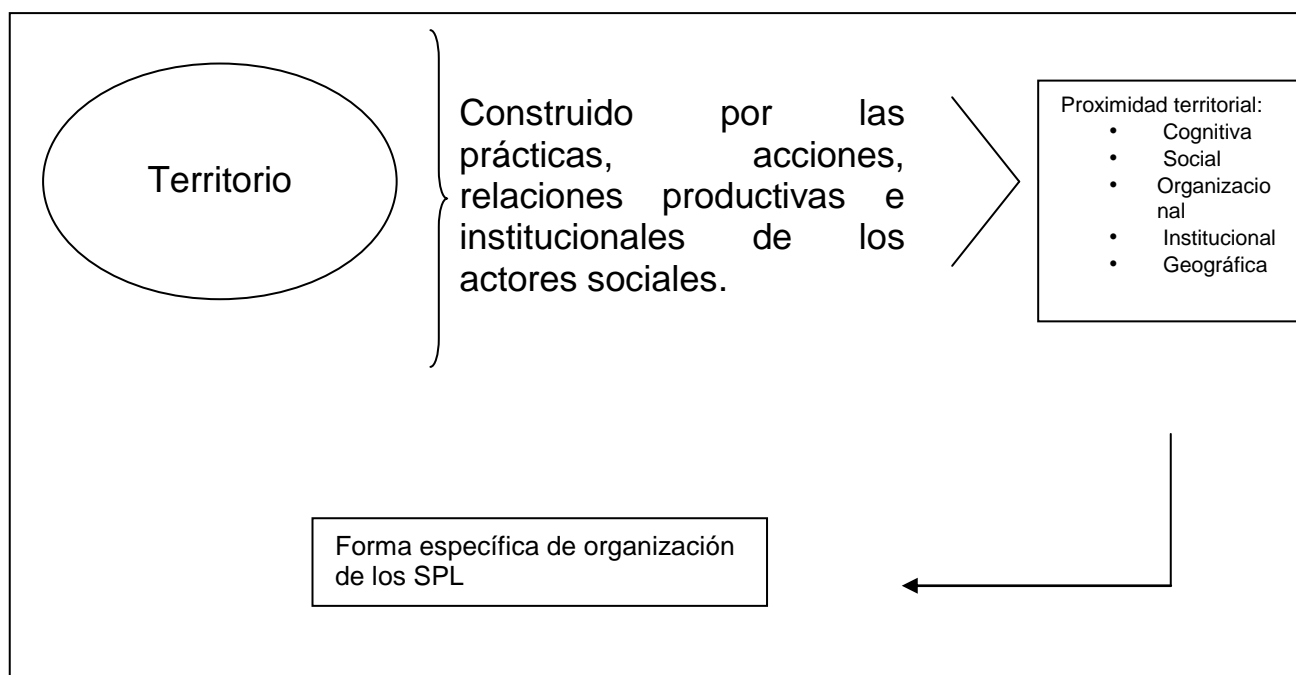 Territorio
Construido por las
prácticas, acciones,
relaciones productivas e
institucionales de los
actores sociales.
Proximidad territorial:
• Cognitiva
• Social
• Organizacio
nal
• Institucional
• Geográfica
Forma específica de organización
de los SPL